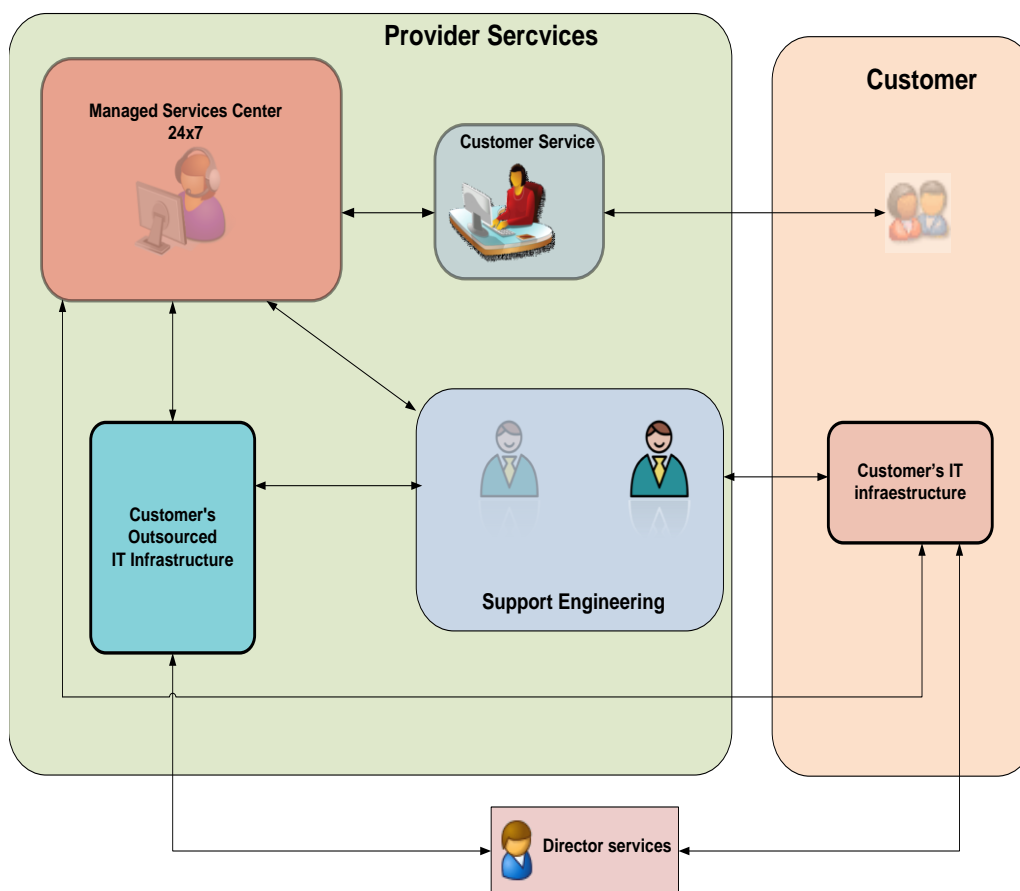 Provider Sercvices
Customer
Managed Services Center
24x7
Customer Service
Customer's
Outsourced
IT Infrastructure
Support Engineering
Customer’s IT
infraestructure
Director services